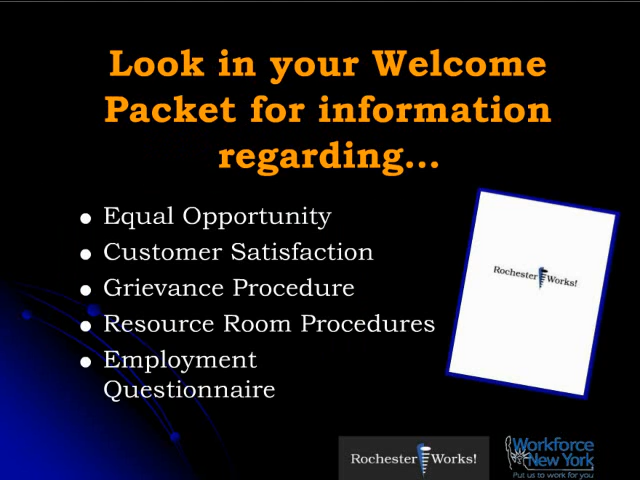 Look in your Welcome
Packet for information
regarding...
Equal Opportunity
Customer Satisfaction
Grievance Procedure
Resource Room Procedures
Employment
Questionnaire
Rochester Works!
Rochester Works!
Workforce
New York
Put us to work for you